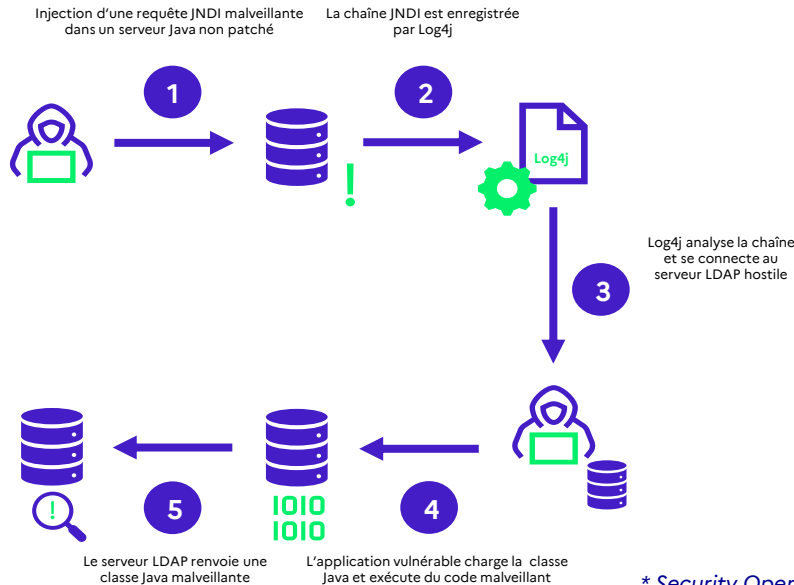 Injection d'une requête JNDI malveillante
dans un serveur Java non patché
La chaîne JNDI est enregistrée
par Log4j
1
2
Log4j
Log4j analyse la chaîne
et se connecte au
serveur LDAP hostile
3
5
4
1010
1010
Le serveur LDAP renvoie une
classe Java malveillante
L'application vulnérable charge la classe
Java et exécute du code malveillant
* Security Oper